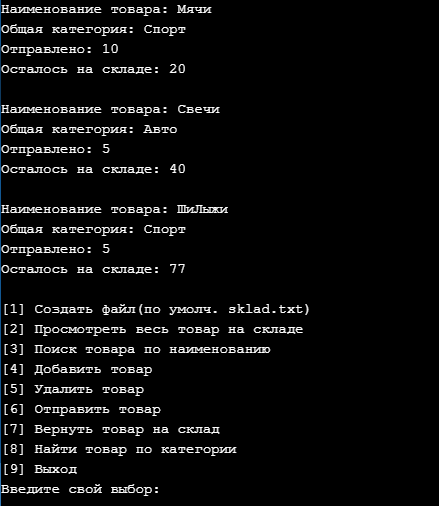 Наименование товара: Мячи
Общая категория: Спорт
Отправлено: 10
Осталось на складе: 20
Наименование товара: Свечи
Общая категория: Авто
Отправлено: 5
Осталось на складе: 40
Наименование товара: ШиЛыжи
Общая категория: Спорт
Отправлено: 5
Осталось на складе: 77
[1] Создать файл(по умолч. sklad.txt)
[2] Просмотреть весь товар на складе
[3] Поиск товара по наименованию
[4] Добавить товар
[5] Удалить товар
[6] Отправить товар
[7] Вернуть товар на склад
[8] Найти товар по категории
[9] Выход
Введите свой выбор: